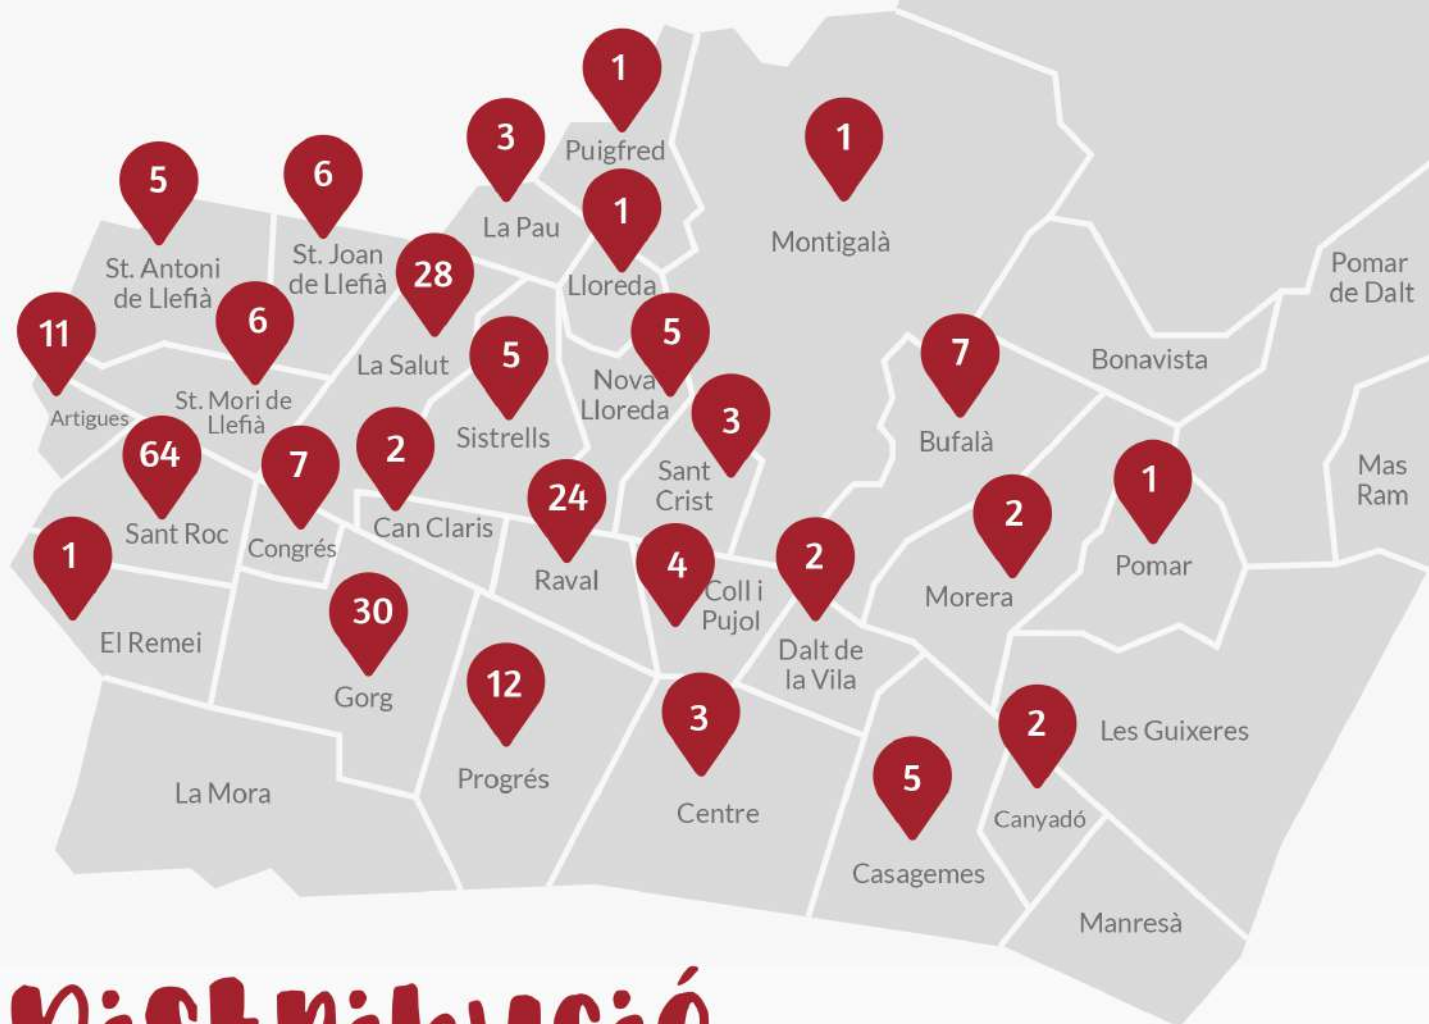 1
Puigfred
3
La Pau
1
Montigalà
5
St. Antoni
de Llefià
6
St. Joan
de Llefià
1
Lloreda
28
La Salut
Pomar
de Dalt
11
Artigues
6
St. Mori de
Llefià
5
Sistrells
5
Nova
Lloreda
7
Bufalà
Bonavista
3
Sant
Crist
64
Sant Roc
7
Congrés
2
Can Claris
24
Raval
Mas
Ram
1
Pomar
2
Morera
1
El Remei
4
Coll i
Pujol
2
Dalt de
la Vila
30
Gorg
12
Progrés
3
Centre
2
Canyadó
Les Guixeres
La Mora
5
Casagemes
Manresà
Distribució